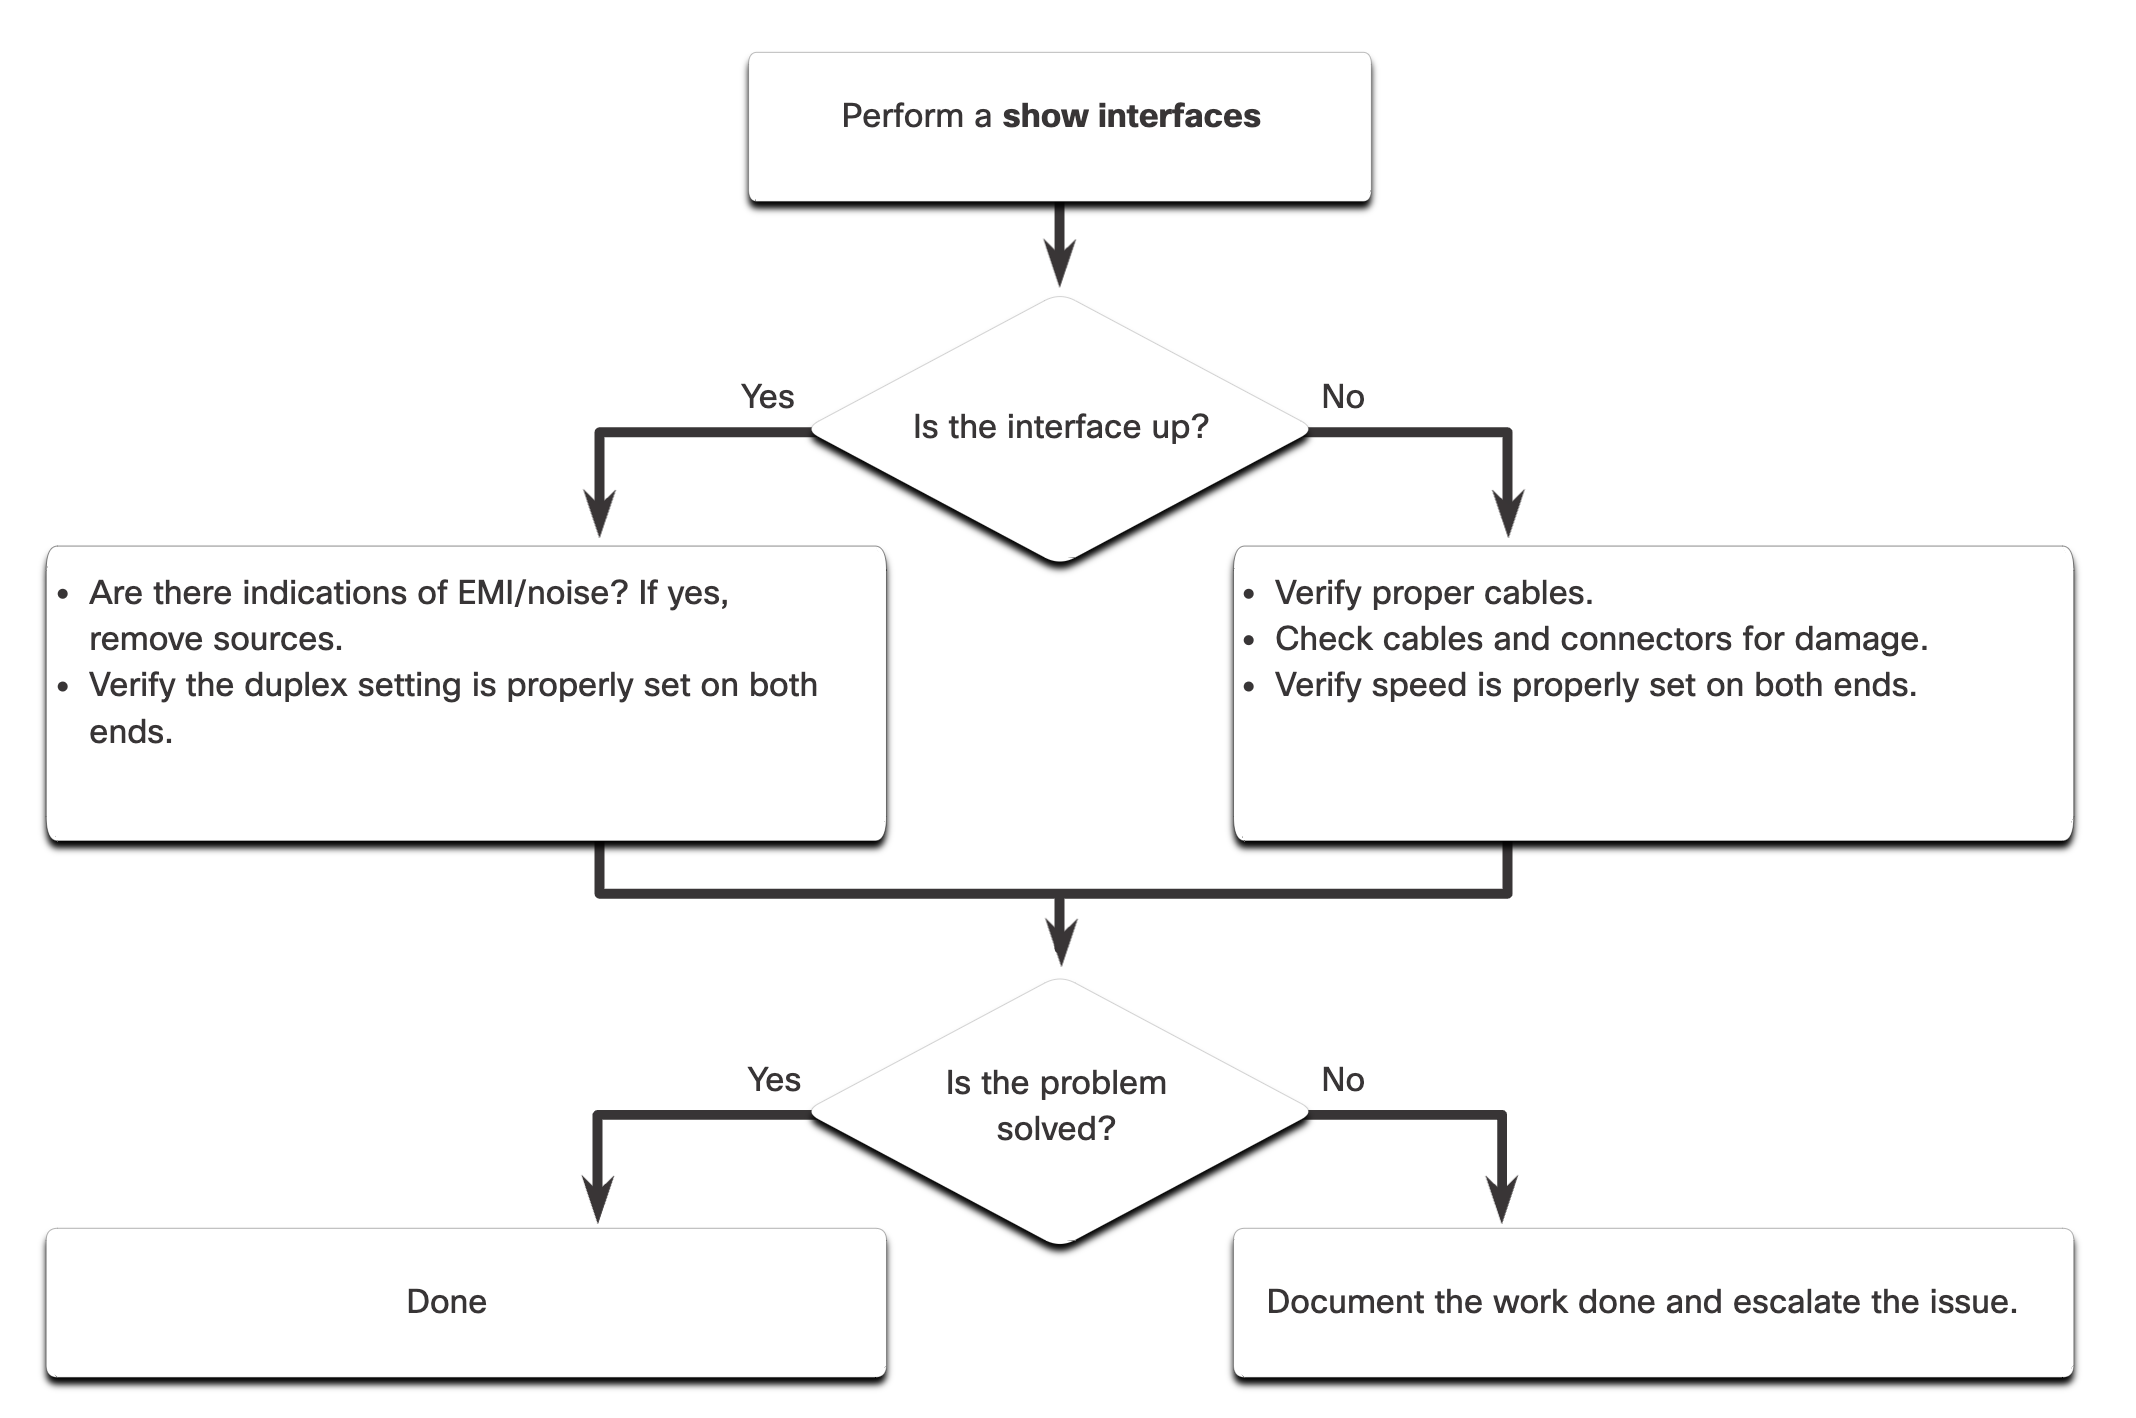 Perform a show interfaces
Yes
Is the interface up?
No
• Are there indications of EMI/noise? If yes,
remove sources.
• Verify the duplex setting is properly set on both
ends.
• Verify proper cables.
• Check cables and connectors for damage.
• Verify speed is properly set on both ends.
Yes
Is the problem
solved?
No
Done
Document the work done and escalate the issue.